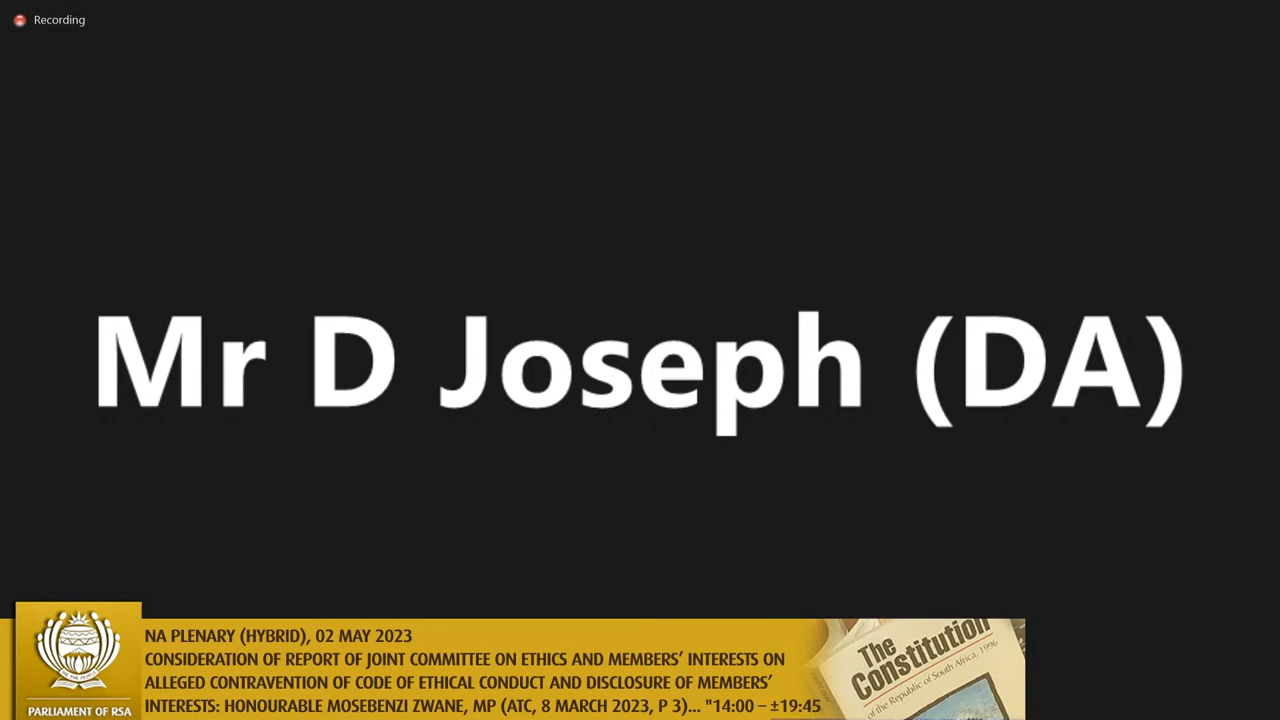 Recording
Mr D Joseph (DA)
NA PLENARY (HYBRID), 02 MAY 2023
CONSIDERATION OF REPORT OF JOINT COMMITTEE ON ETHICS AND MEMBERS' INTERESTS ON
ALLEGED CONTRAVENTION OF CODE OF ETHICAL CONDUCT AND DISCLOSURE OF MEMBERS'
INTERESTS: HONOURABLE MOSEBENZI ZWANE, MP (ATC, 8 MARCH 2023, P 3)... "14:00 – ±19:45
PARLIAMENT OF RSA
The
Constitution
of the Republic of South Africa, 1996